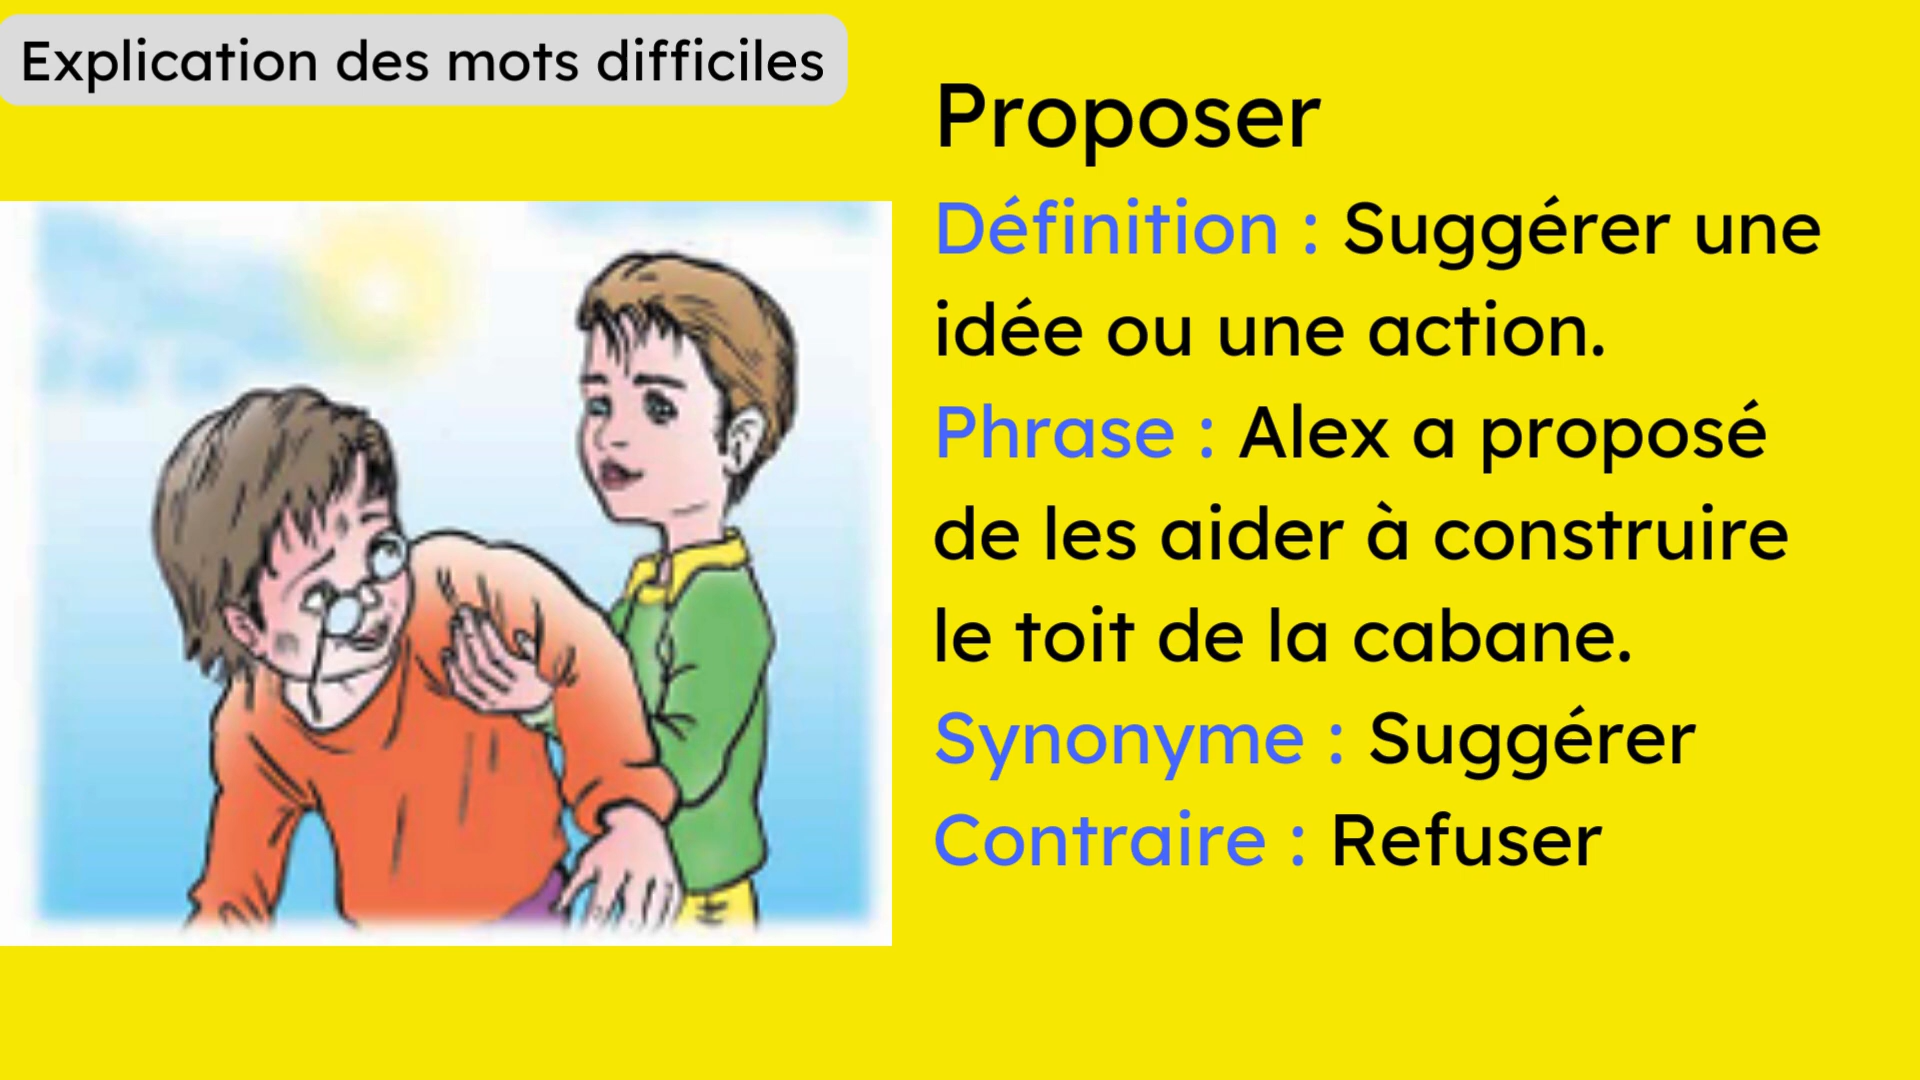 Explication des mots difficiles
Proposer
Définition : Suggérer une
idée ou une action.
Phrase : Alex a proposé
de les aider à construire
le toit de la cabane.
Synonyme : Suggérer
Contraire : Refuser